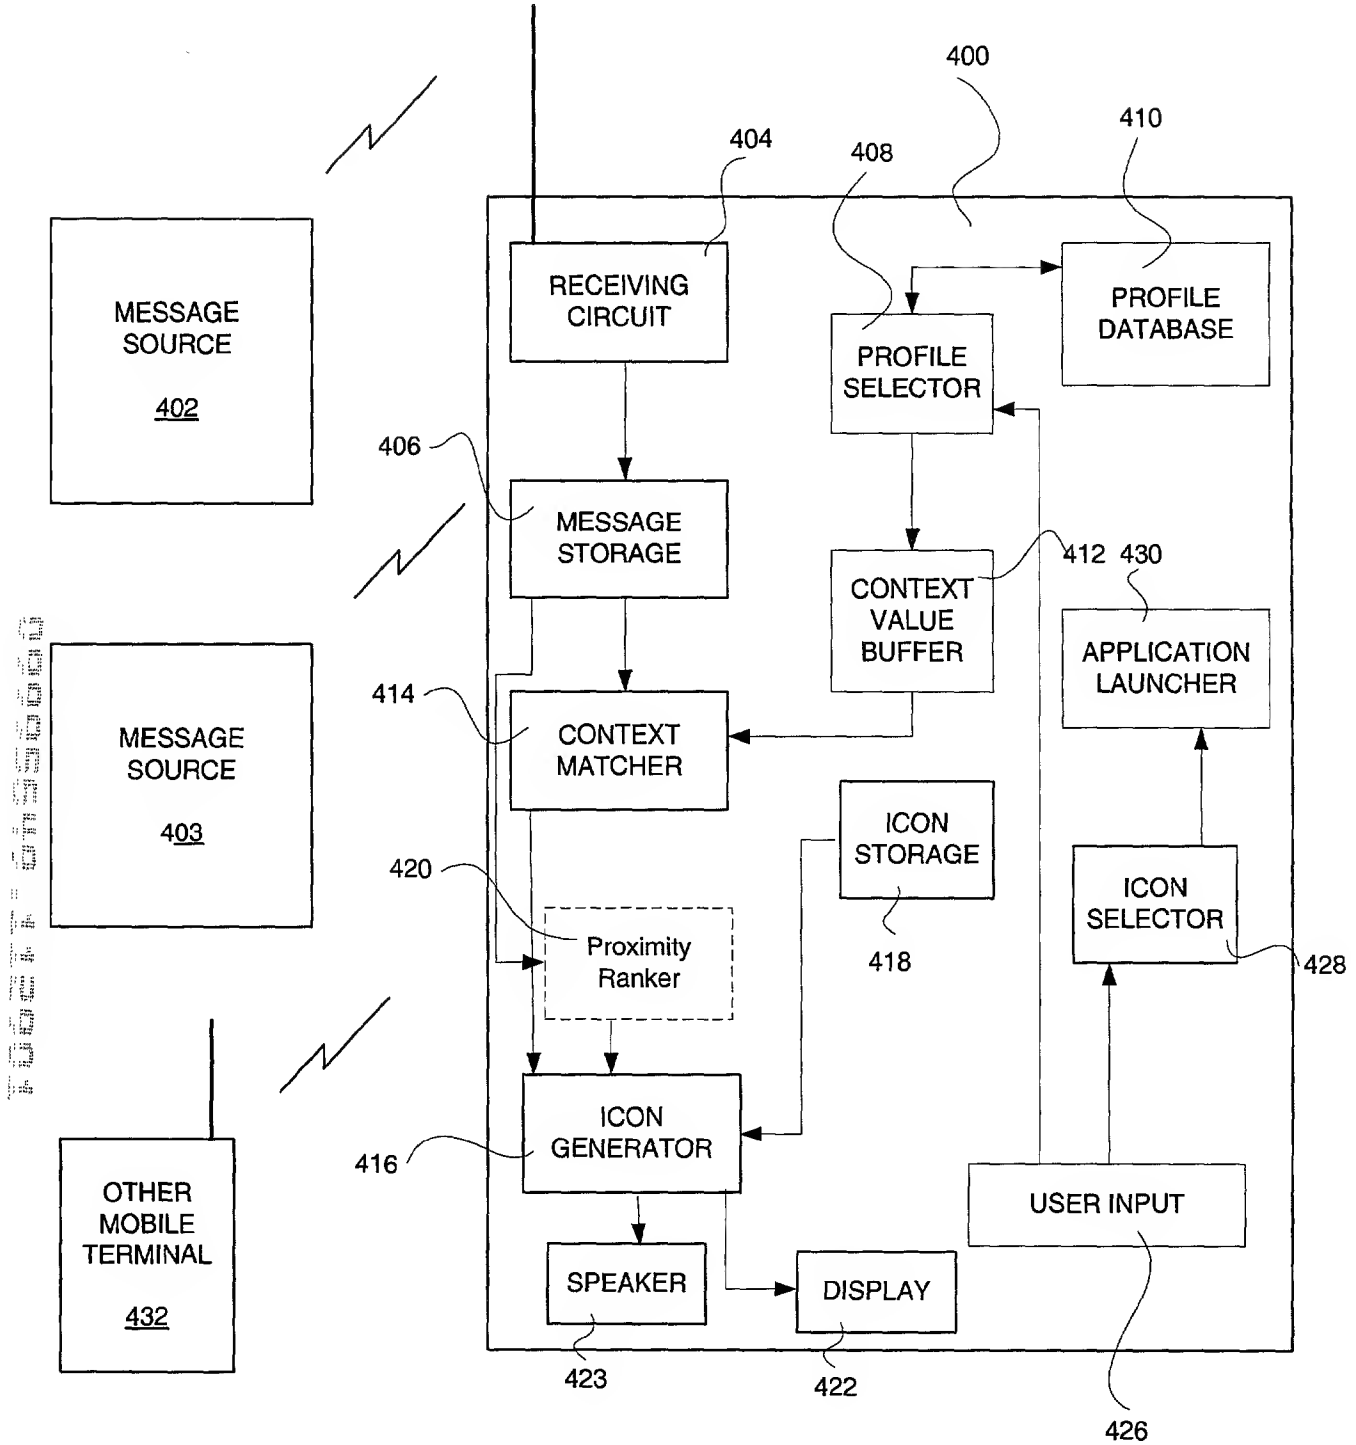 400
410
404
408
MESSAGE
SOURCE
402
RECEIVING
CIRCUIT
PROFILE
DATABASE
PROFILE
SELECTOR
406
MESSAGE
STORAGE
412
430
CONTEXT
VALUE
BUFFER
APPLICATION
LAUNCHER
414
CONTEXT
MATCHER
MESSAGE
SOURCE
403
ICON
STORAGE
418
420
Proximity
Ranker
ICON
SELECTOR
428
ICON
GENERATOR
416
USER INPUT
OTHER
MOBILE
TERMINAL
432
SPEAKER
DISPLAY
423
422
426